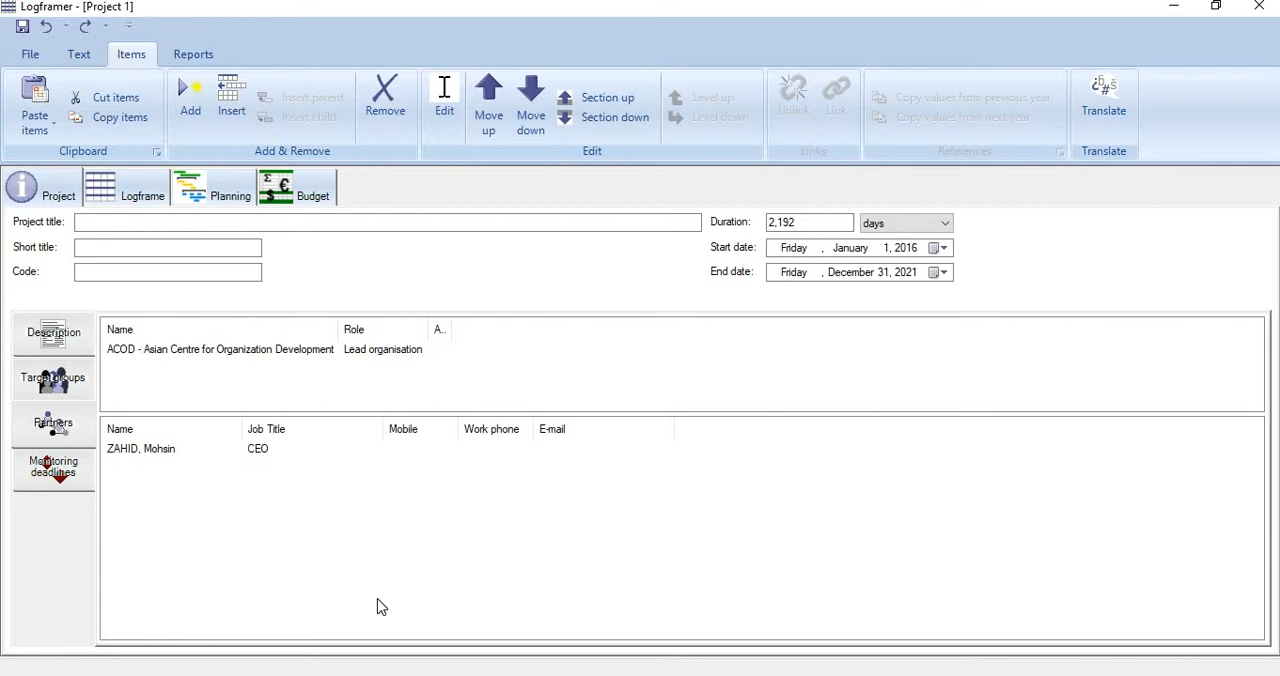 Logframer - [Project 1]
File Text Items Reports
Paste items
Cut items
Copy items
Clipboard
Add
Insert
Insert parent
Insert child
Remove
Add & Remove
Edit
Move up
Move down
Section up
Section down
Edit
Level up
Level down
Unlink
Link
Links
Copy values from previous year
Copy values from next year
References
Translate
Translate
Project Logframe Planning Budget
Project title:
Duration: 2,192 days
Short title:
Start date: Friday , January 1, 2016
Code:
End date: Friday , December 31, 2021
Description
Target groups
Partners
Monitoring deadlines
Name Role A..
ACOD - Asian Centre for Organization Development Lead organisation
Name Job Title Mobile Work phone E-mail
ZAHID, Mohsin CEO